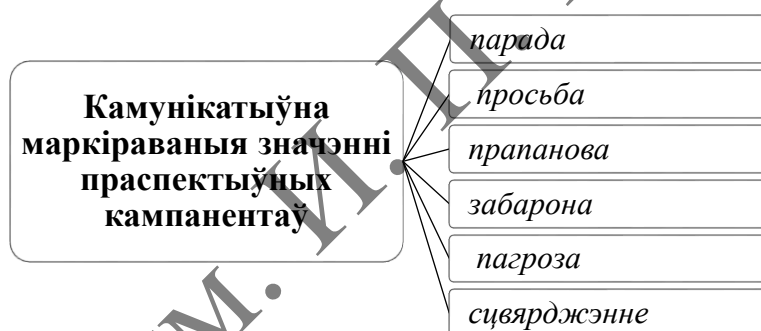 Камунікатыўна
маркіраваныя значэнні
праспектыўных
кампанентаў
парада
просьба
прапанова
забарона
пагроза
сцвярджэнне
м. И. П.